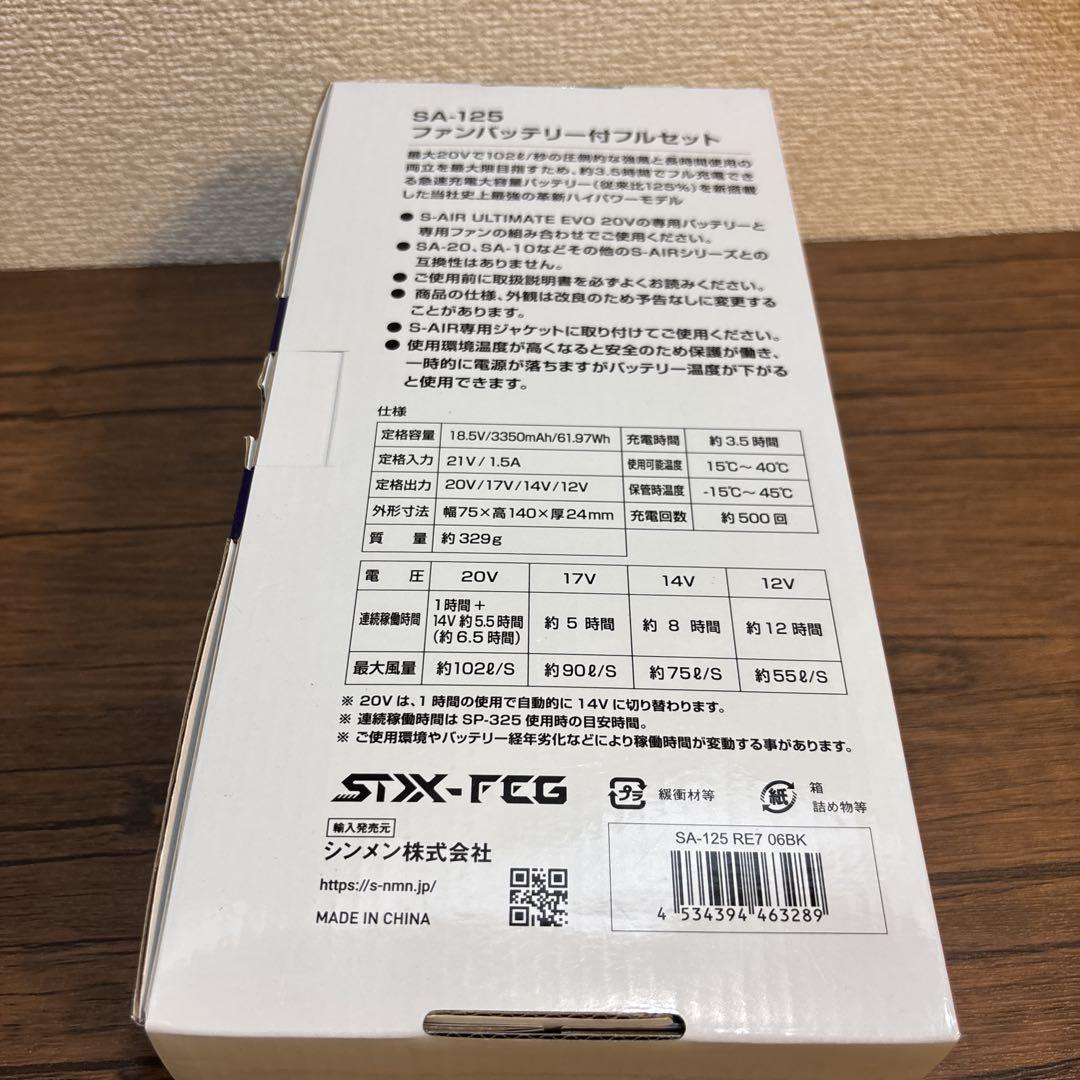 SA-125
ファンバッテリー付フルセット
最大20Vで102ℓ/秒の圧倒的な強風と長時間使用の
両立を最大限目指すため、約3.5時間でフル充電でき
る急速充電大容量バッテリー(従来比125%)を新搭載
した当社史上最強の革新ハイパワーモデル
● S-AIR ULTIMATE EVO 20Vの専用バッテリーと
専用ファンの組み合わせでご使用ください。
● SA-20、SA-10などその他のS-AIRシリーズとの
互換性はありません。
● ご使用前に取扱説明書を必ずよくお読みください。
● 商品の仕様、外観は改良のため予告なしに変更する
ことがあります。
● S-AIR専用ジャケットに取り付けてご使用ください。
● 使用環境温度が高くなると安全のため保護が働き、
一時的に電源が落ちますがバッテリー温度が下がる
と使用できます。
仕様
定格容量 18.5V/3350mAh/61.97Wh 充電時間 約3.5時間
定格入力 21V/1.5A 使用可能温度 15℃~40℃
定格出力 20V/17V/14V/12V 保管時温度 -15℃~45℃
外形寸法 幅75×高140×厚24mm 充電回数 約500回
質量 約329g
電圧 20V 17V 14V 12V
連続稼働時間 1時間+ 14V 約5.5時間 (約6.5時間) 約5時間 約8時間 約12時間
最大風量 約102ℓ/S 約90ℓ/S 約75ℓ/S 約55ℓ/S
※ 20Vは、1時間の使用で自動的に14Vに切り替わります。
※ 連続稼働時間はSP-325使用時の目安時間。
※ ご使用環境やバッテリー経年劣化などにより稼働時間が変動する事があります。
プラ 緩衝材等
紙 箱
詰め物等
輸入発売元
シンメン株式会社
https://s-nmn.jp/
MADE IN CHINA
SA-125 RE7 06BK
4 534394 463289